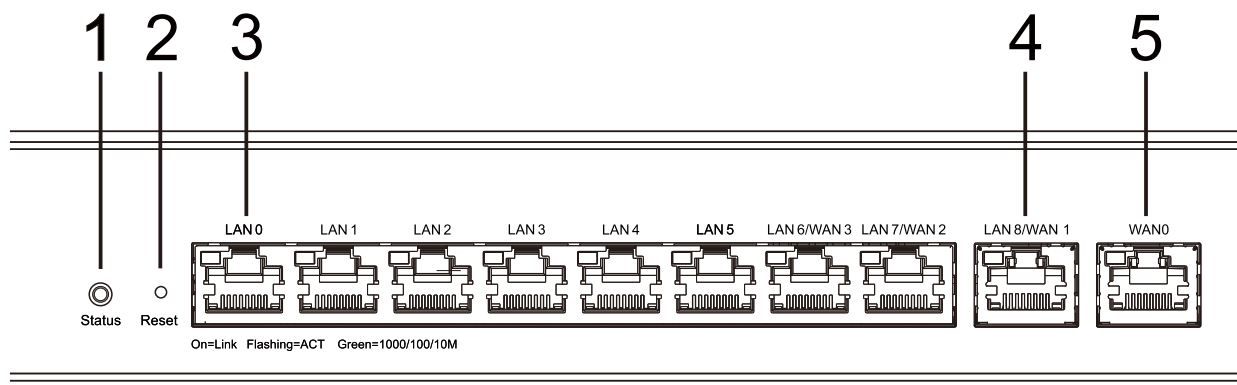 1 2 3 4 5
LAN 0 LAN 1 LAN 2 LAN 3 LAN 4 LAN 5 LAN 6/WAN 3 LAN 7/WAN 2 LAN 8/WAN 1 WAN0
Status Reset
On=Link Flashing=ACT Green=1000/100/10M